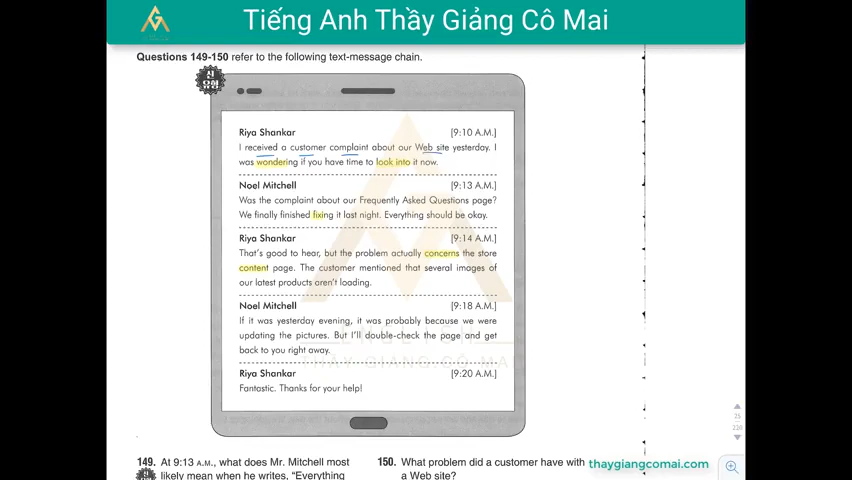 Tiếng Anh Thầy Giảng Cô Mai
Questions 149-150 refer to the following text-message chain.
Riya Shankar [9:10 A.M.]
I received a customer complaint about our Web site yesterday. I
was wondering if you have time to look into it now.
Noel Mitchell [9:13 A.M.]
Was the complaint about our Frequently Asked Questions page?
We finally finished fixing it last night. Everything should be okay.
Riya Shankar [9:14 A.M.]
That's good to hear, but the problem actually concerns the store
content page. The customer mentioned that several images of
our latest products aren't loading.
Noel Mitchell [9:18 A.M.]
If it was yesterday evening, it was probably because we were
updating the pictures. But I'll double-check the page and get
back to you right away.
THẦY GIẢNG CÔ MAI
Riya Shankar [9:20 A.M.]
Fantastic. Thanks for your help!
149. At 9:13 A.M., what does Mr. Mitchell most
likely mean when he writes, "Everything
150. What problem did a customer have with
a Web site?
thaygiangcomai.com
25
220